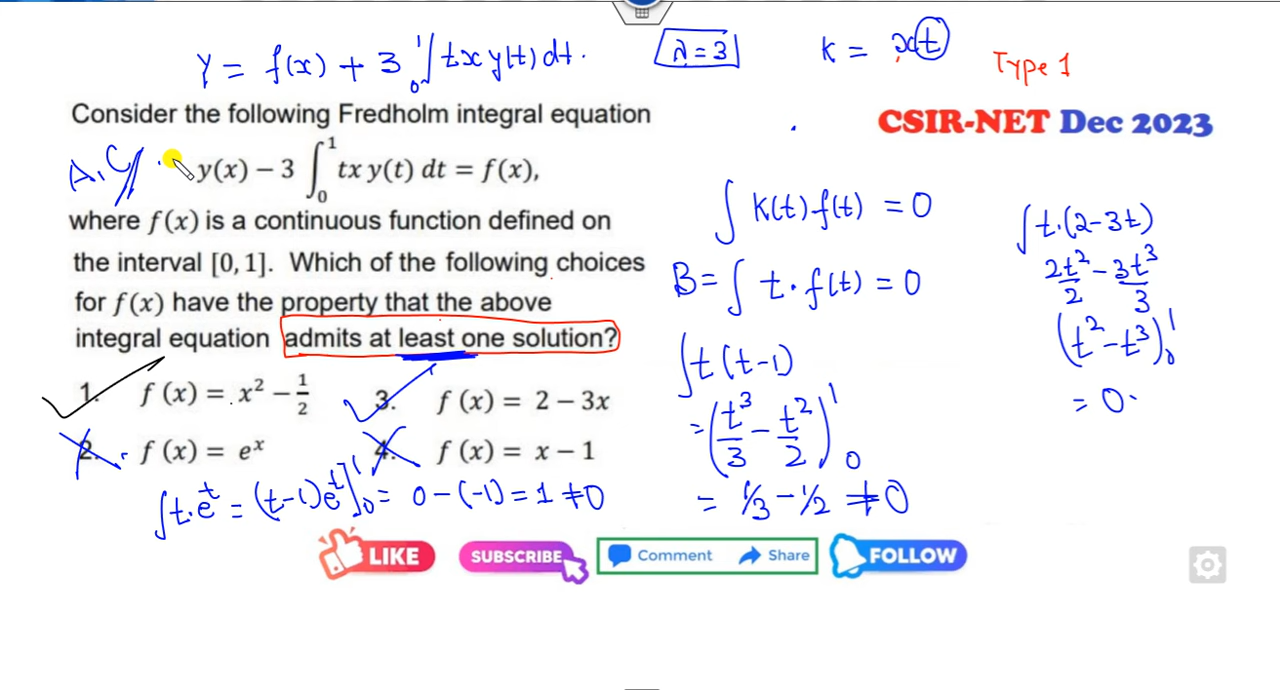 Y = f(x) + 3 ₀∫¹ tx y(t) dt.
λ = 3
K = xt
Type 1
Consider the following Fredholm integral equation
CSIR-NET Dec 2023
A, C
y(x) − 3 ∫₀¹ tx y(t) dt = f(x),
where f(x) is a continuous function defined on
the interval [0, 1]. Which of the following choices
for f(x) have the property that the above
integral equation admits at least one solution?
1. f(x) = x² − 1/2
3. f(x) = 2 − 3x
2. f(x) = eˣ
4. f(x) = x − 1
∫t.eᵗ = (t−1)eᵗ]₀¹ = 0 − (−1) = 1 ≠ 0
∫ K(t) f(t) = 0
B = ∫ t · f(t) = 0
∫ t (t−1)
= (t³/3 − t²/2)₀¹
= 1/3 − 1/2 ≠ 0
∫ t.(2−3t)
2t²/2 − 3t³/3
(t² − t³)₀¹
= 0.
LIKE
SUBSCRIBE
Comment
Share
FOLLOW